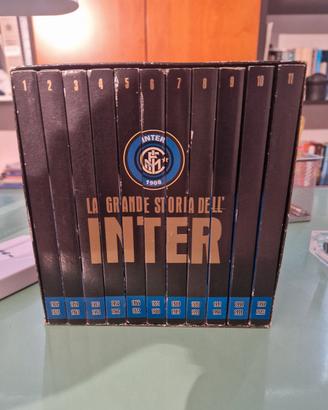 1 2 3 4 5 6 7 8 9 10 11
INTER
1908
LA GRANDE STORIA DELL'
INTER